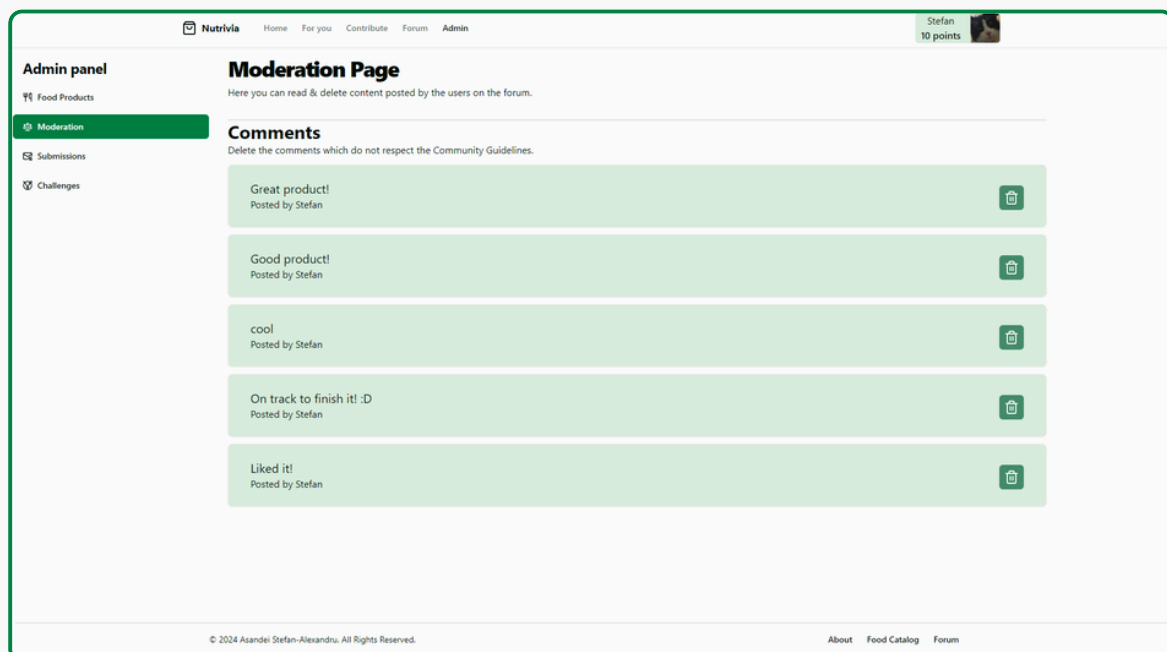 Nutrivia Home For you Contribute Forum Admin
Stefan
10 points
Admin panel
Food Products
Moderation
Submissions
Challenges
Moderation Page
Here you can read & delete content posted by the users on the forum.
Comments
Delete the comments which do not respect the Community Guidelines.
Great product!
Posted by Stefan
Good product!
Posted by Stefan
cool
Posted by Stefan
On track to finish it! :D
Posted by Stefan
Liked it!
Posted by Stefan
© 2024 Asandei Stefan-Alexandru. All Rights Reserved.
About Food Catalog Forum